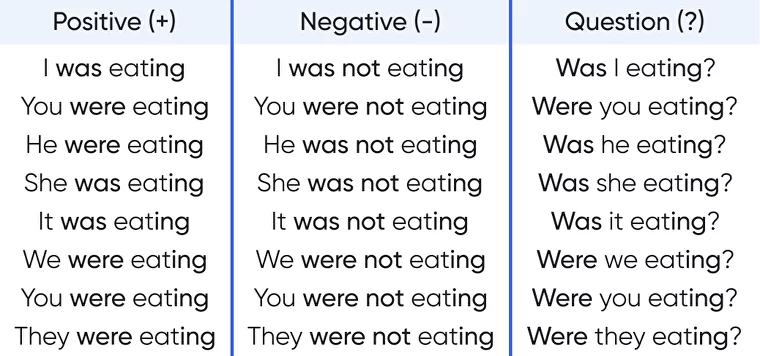 Positive (+) Negative (-) Question (?)
I was eating I was not eating Was I eating?
You were eating You were not eating Were you eating?
He were eating He was not eating Was he eating?
She was eating She was not eating Was she eating?
It was eating It was not eating Was it eating?
We were eating We were not eating Were we eating?
You were eating You were not eating Were you eating?
They were eating They were not eating Were they eating?